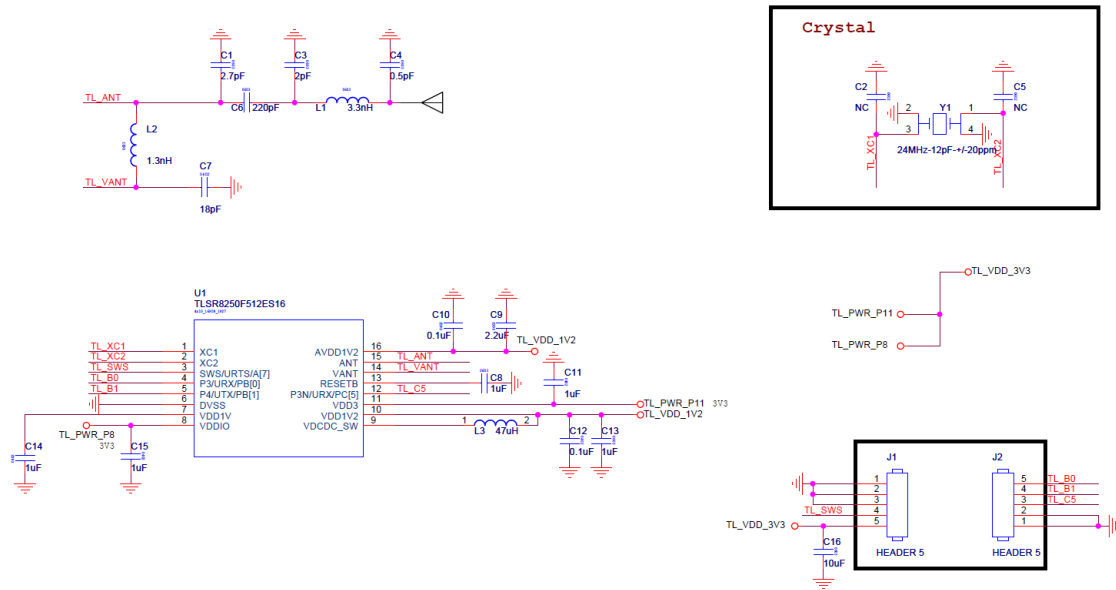 Crystal
C1
2.7pF
C3
2pF
C4
0.5pF
TL_ANT
C6
220pF
L1
3.3nH
L2
1.3nH
TL_VANT
C7
18pF
C2
NC
C5
NC
2
Y1
1
3
4
24MHz-12pF-+/-20ppm
TL_XC1
TL_XC2
U1
TLSR8250F512ES16
TL_XC1 1 XC1
TL_XC2 2 XC2
TL_SWS 3 SWS/URTS/A[7]
TL_B0 4 P3/URX/PB[0]
TL_B1 5 P4/UTX/PB[1]
6 DVSS
7 VDD1V
8 VDDIO
AVDD1V2 16
ANT 15 TL_ANT
VANT 14 TL_VANT
RESETB 13
P3N/URX/PC[5] 12 TL_C5
VDD3 11
VDD1V2 10
VDCDC_SW 9
C10
0.1uF
C9
2.2uF
TL_VDD_1V2
C8
1uF
C11
1uF
TL_PWR_P11 3V3
TL_VDD_1V2
1 2
L3 47uH
C12
0.1uF
C13
1uF
TL_PWR_P8
3V3
C14
1uF
C15
1uF
TL_VDD_3V3
TL_PWR_P11
TL_PWR_P8
J1
1
2
3
TL_SWS 4
TL_VDD_3V3 5
HEADER 5
C16
10uF
J2
5 TL_B0
4 TL_B1
3 TL_C5
2
1
HEADER 5